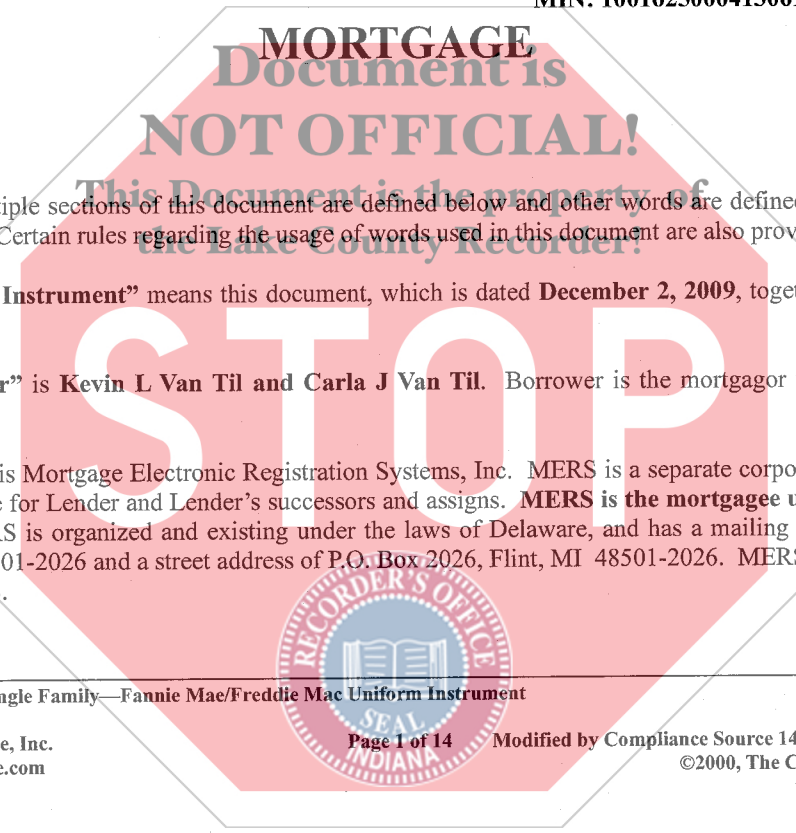 MORTGAGE
Document is
NOT OFFICIAL!
This Document is the property of
the Lake County Recorder!
tiple sections of this document are defined below and other words are defined
Certain rules regarding the usage of words used in this document are also prov
Instrument” means this document, which is dated December 2, 2009, toget
r” is Kevin L Van Til and Carla J Van Til. Borrower is the mortgagor
STOP
is Mortgage Electronic Registration Systems, Inc. MERS is a separate corpo
e for Lender and Lender’s successors and assigns. MERS is the mortgagee u
RS is organized and existing under the laws of Delaware, and has a mailing
01-2026 and a street address of P.O. Box 2026, Flint, MI 48501-2026. MERS
RECORDER'S OFFICE
SEAL
INDIANA
ngle Family—Fannie Mae/Freddie Mac Uniform Instrument
e, Inc. Page 1 of 14 Modified by Compliance Source 14
e.com ©2000, The C